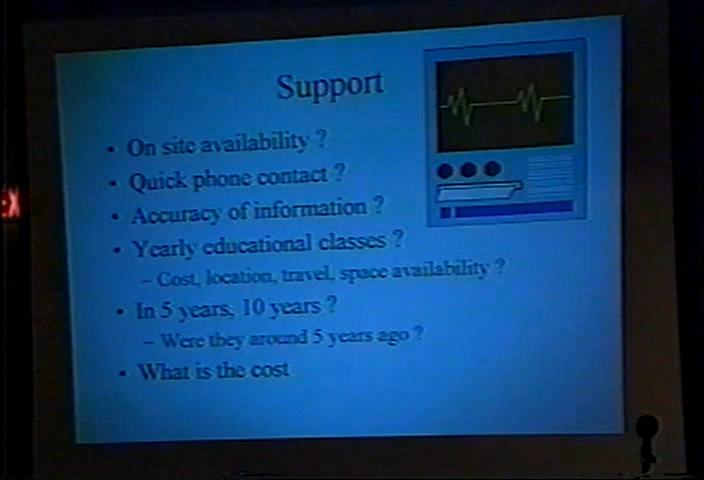 Support
• On site availability ?
• Quick phone contact ?
• Accuracy of information ?
• Yearly educational classes ?
– Cost, location, travel, space availability ?
• In 5 years, 10 years ?
– Were they around 5 years ago ?
• What is the cost